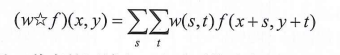 (w☆f)(x, y) = ∑∑w(s,t) f(x+s, y+t)
s t